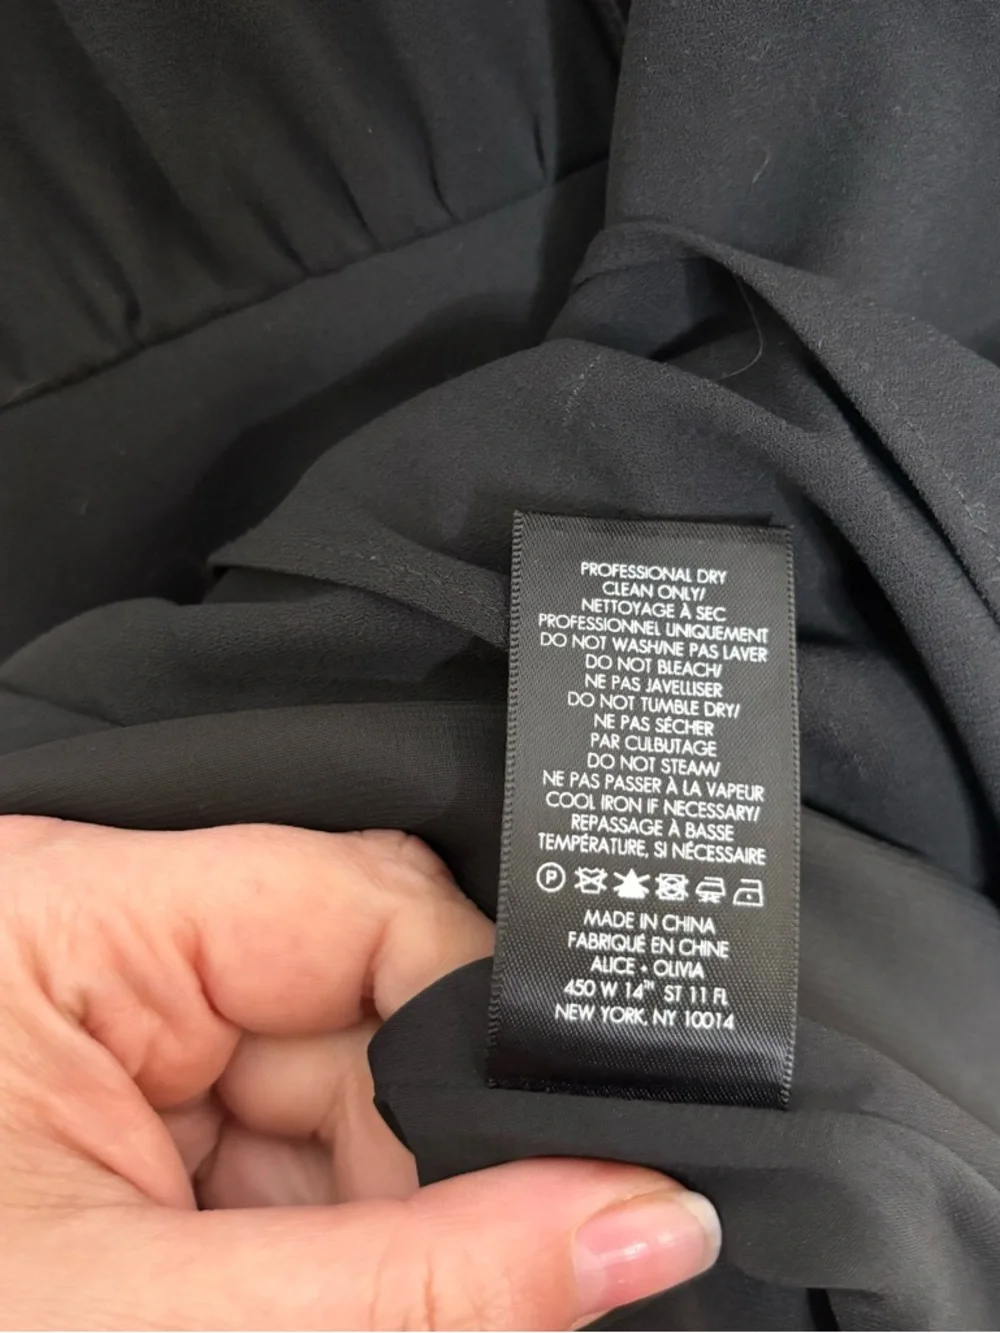 PROFESSIONAL DRY
CLEAN ONLY/
NETTOYAGE À SEC
PROFESSIONNEL UNIQUEMENT
DO NOT WASH/NE PAS LAVER
DO NOT BLEACH/
NE PAS JAVELLISER
DO NOT TUMBLE DRY/
NE PAS SÉCHER
PAR CULBUTAGE
DO NOT STEAM/
NE PAS PASSER À LA VAPEUR
COOL IRON IF NECESSARY/
REPASSAGE À BASSE
TEMPÉRATURE, SI NÉCESSAIRE
P
MADE IN CHINA
FABRIQUÉ EN CHINE
ALICE + OLIVIA
450 W 14TH ST 11 FL
NEW YORK, NY 10014